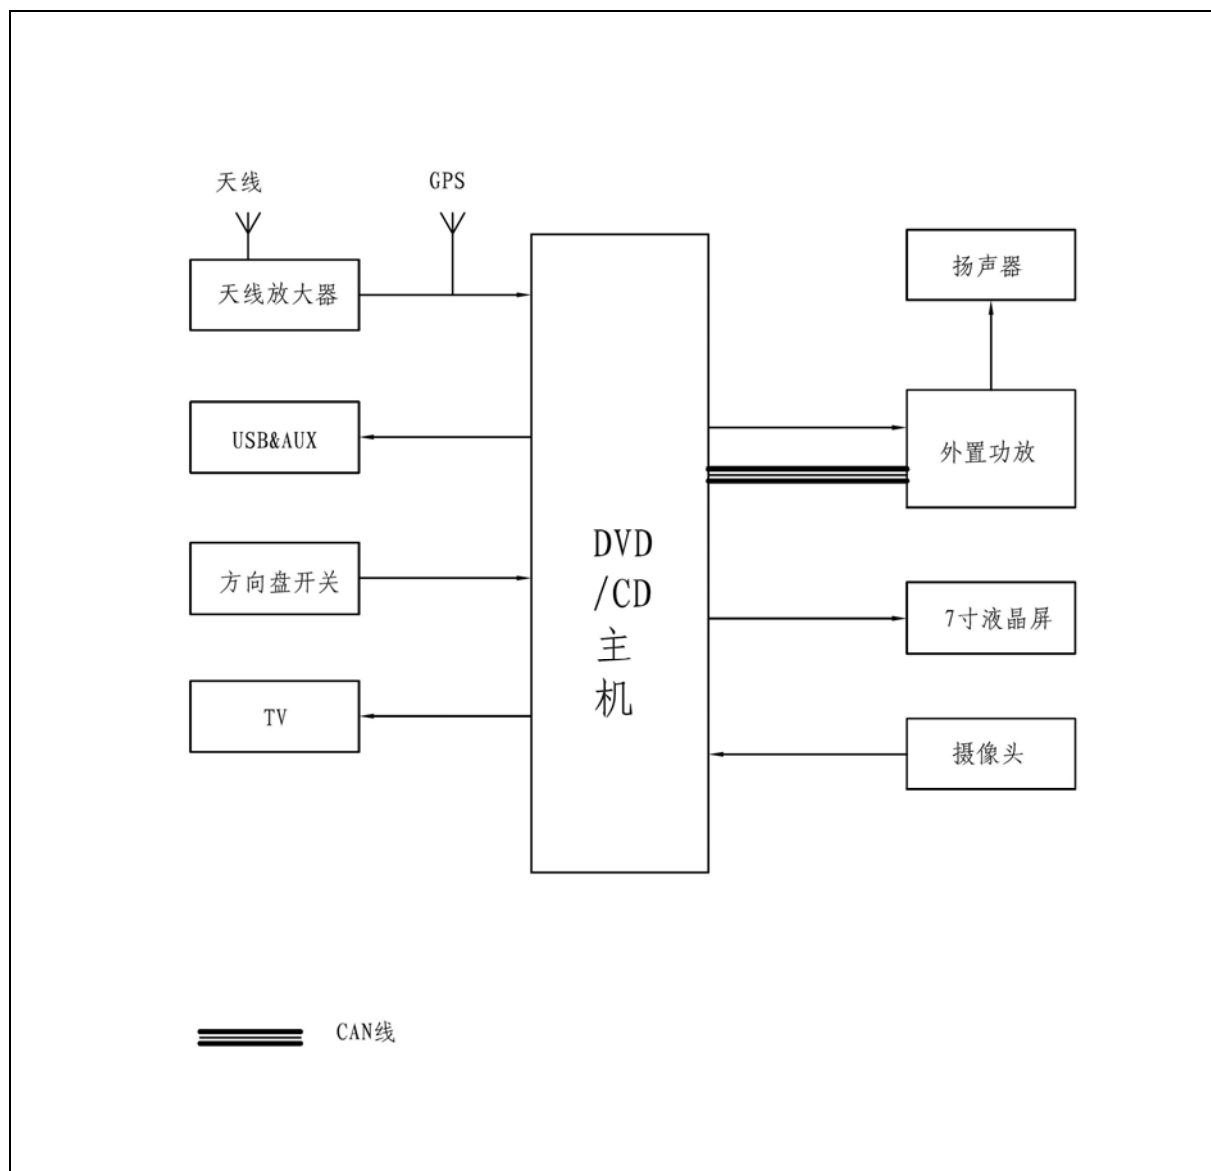 天线
GPS
扬声器
天线放大器
USB&AUX
外置功放
DVD
/CD
主
机
方向盘开关
7寸液晶屏
TV
摄像头
CAN线